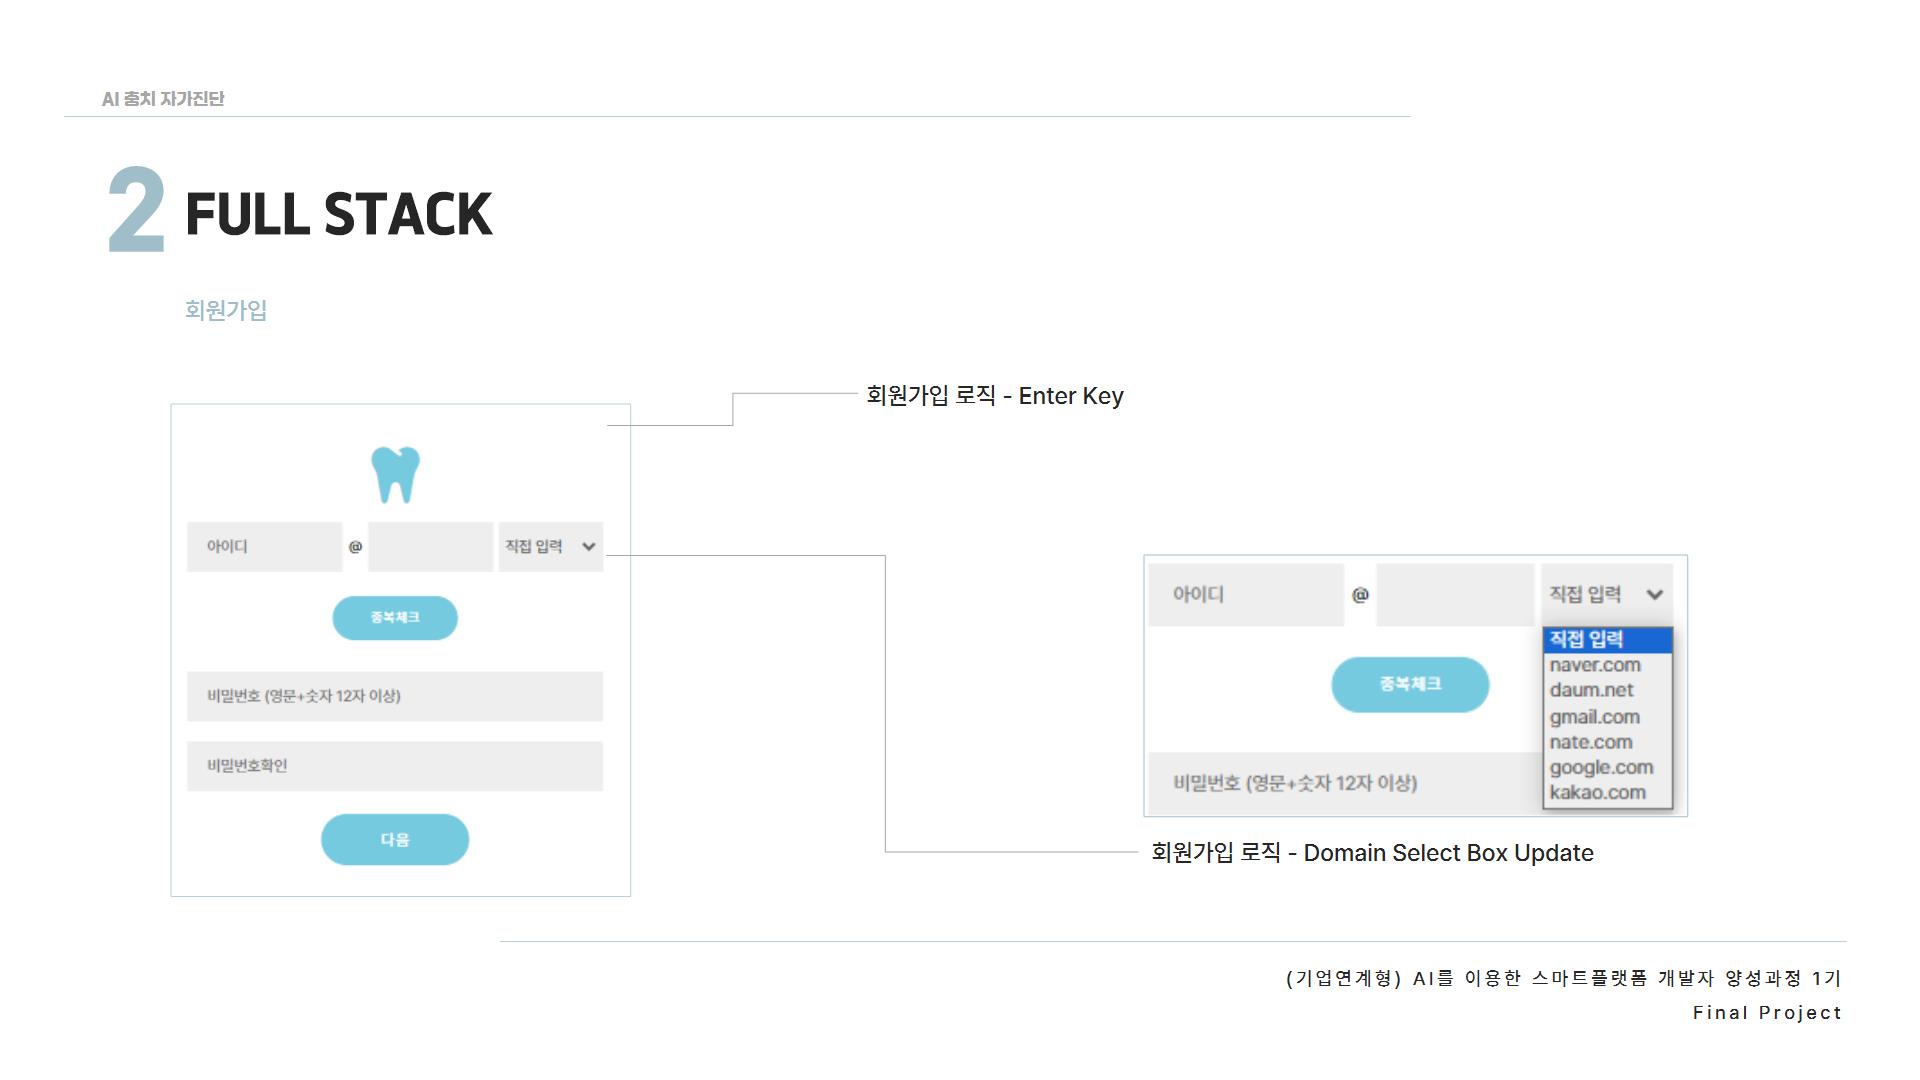 AI 충치 자가진단
2 FULL STACK
회원가입
회원가입 로직 - Enter Key
아이디 @ 직접 입력
중복체크
비밀번호 (영문+숫자 12자 이상)
비밀번호확인
다음
아이디 @ 직접 입력
직접 입력
naver.com
daum.net
gmail.com
nate.com
google.com
kakao.com
중복체크
비밀번호 (영문+숫자 12자 이상)
회원가입 로직 - Domain Select Box Update
(기업연계형) AI를 이용한 스마트플랫폼 개발자 양성과정 1기
Final Project